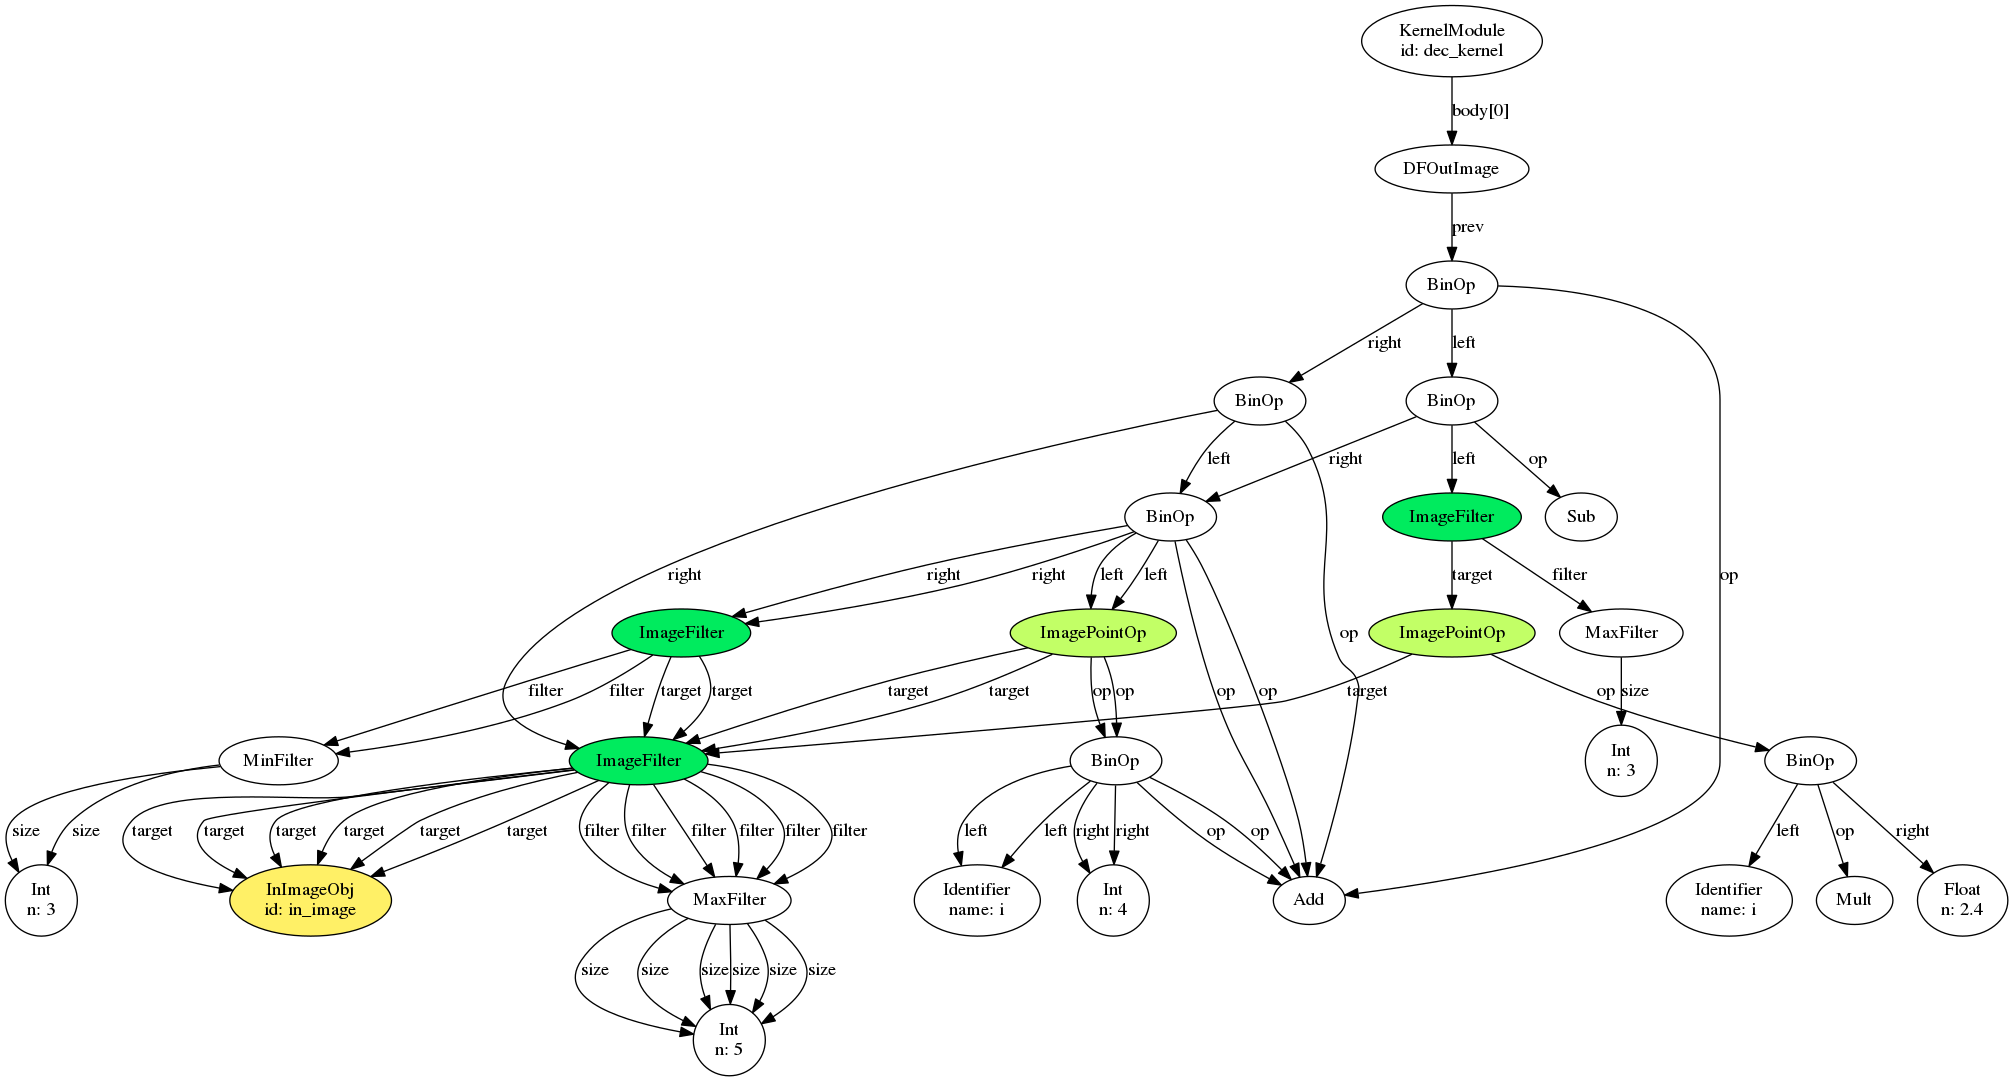 KernelModule
id: dec_kernel
body[0]
DFOutImage
prev
BinOp
right
left
BinOp
BinOp
left
right
left
op
BinOp
ImageFilter
Sub
right
right
right
left
left
target
filter
op
ImageFilter
ImagePointOp
ImagePointOp
MaxFilter
op
filter
filter
target
target
target
target
op
op
op
op
target
op
size
MinFilter
ImageFilter
BinOp
Int
n: 3
BinOp
size
size
target
target
target
target
target
target
filter
filter
filter
filter
filter
filter
left
left
right
right
op
op
left
op
right
Int
n: 3
InImageObj
id: in_image
MaxFilter
Identifier
name: i
Int
n: 4
Add
Identifier
name: i
Mult
Float
n: 2.4
size
size
size
size
size
size
Int
n: 5